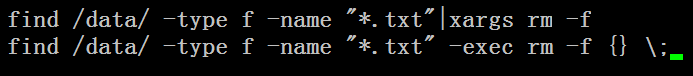 find /data/ -type f -name "*.txt"|xargs rm -f
find /data/ -type f -name "*.txt" -exec rm -f {} \;